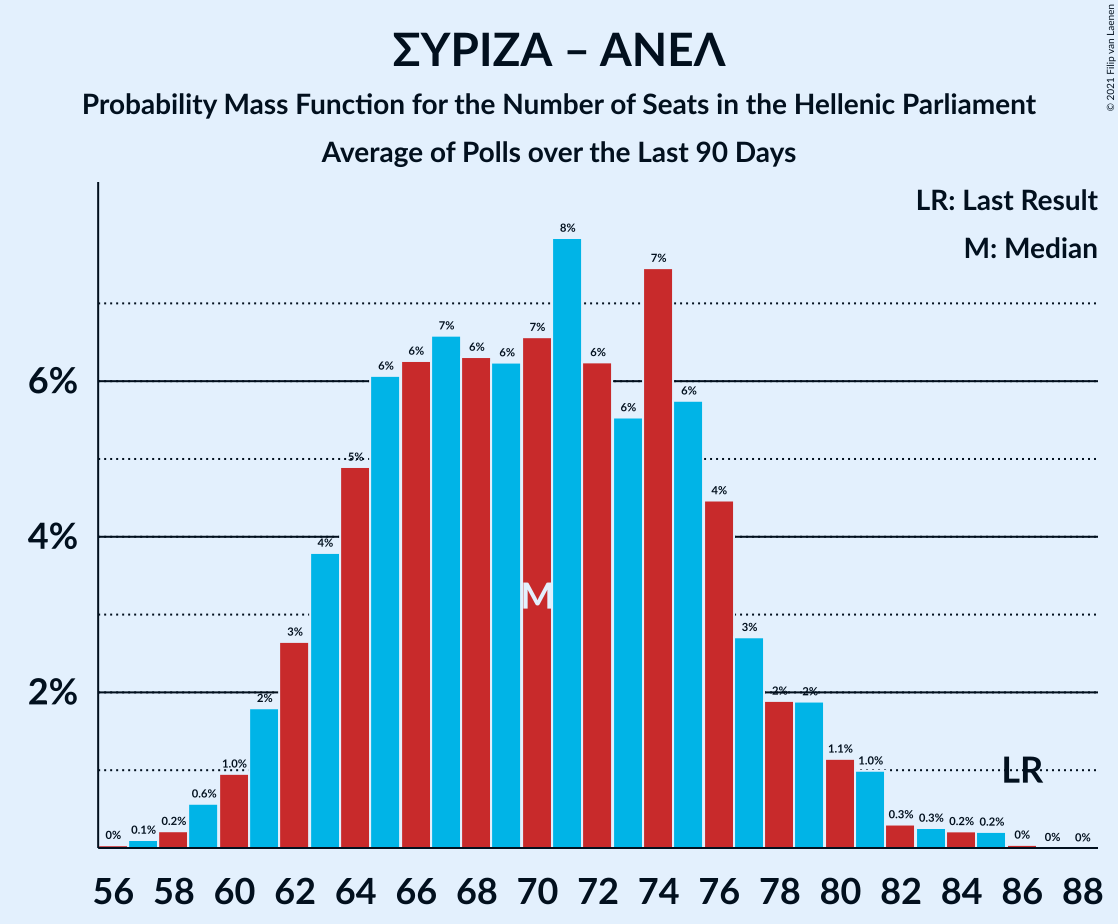 ΣΥΡΙΖΑ – ΑΝΕΛ
Probability Mass Function for the Number of Seats in the Hellenic Parliament
Average of Polls over the Last 90 Days
© 2021 Filip van Laenen
LR: Last Result
M: Median
6%
4%
2%
0% 0.1% 0.2% 0.6% 1.0% 2% 3% 4% 5% 6% 6% 7% 6% 6% 7% 8% 6% 6% 7% 6% 4% 3% 2% 2% 1.1% 1.0% 0.3% 0.3% 0.2% 0.2% 0% 0% 0%
M
LR
56 58 60 62 64 66 68 70 72 74 76 78 80 82 84 86 88